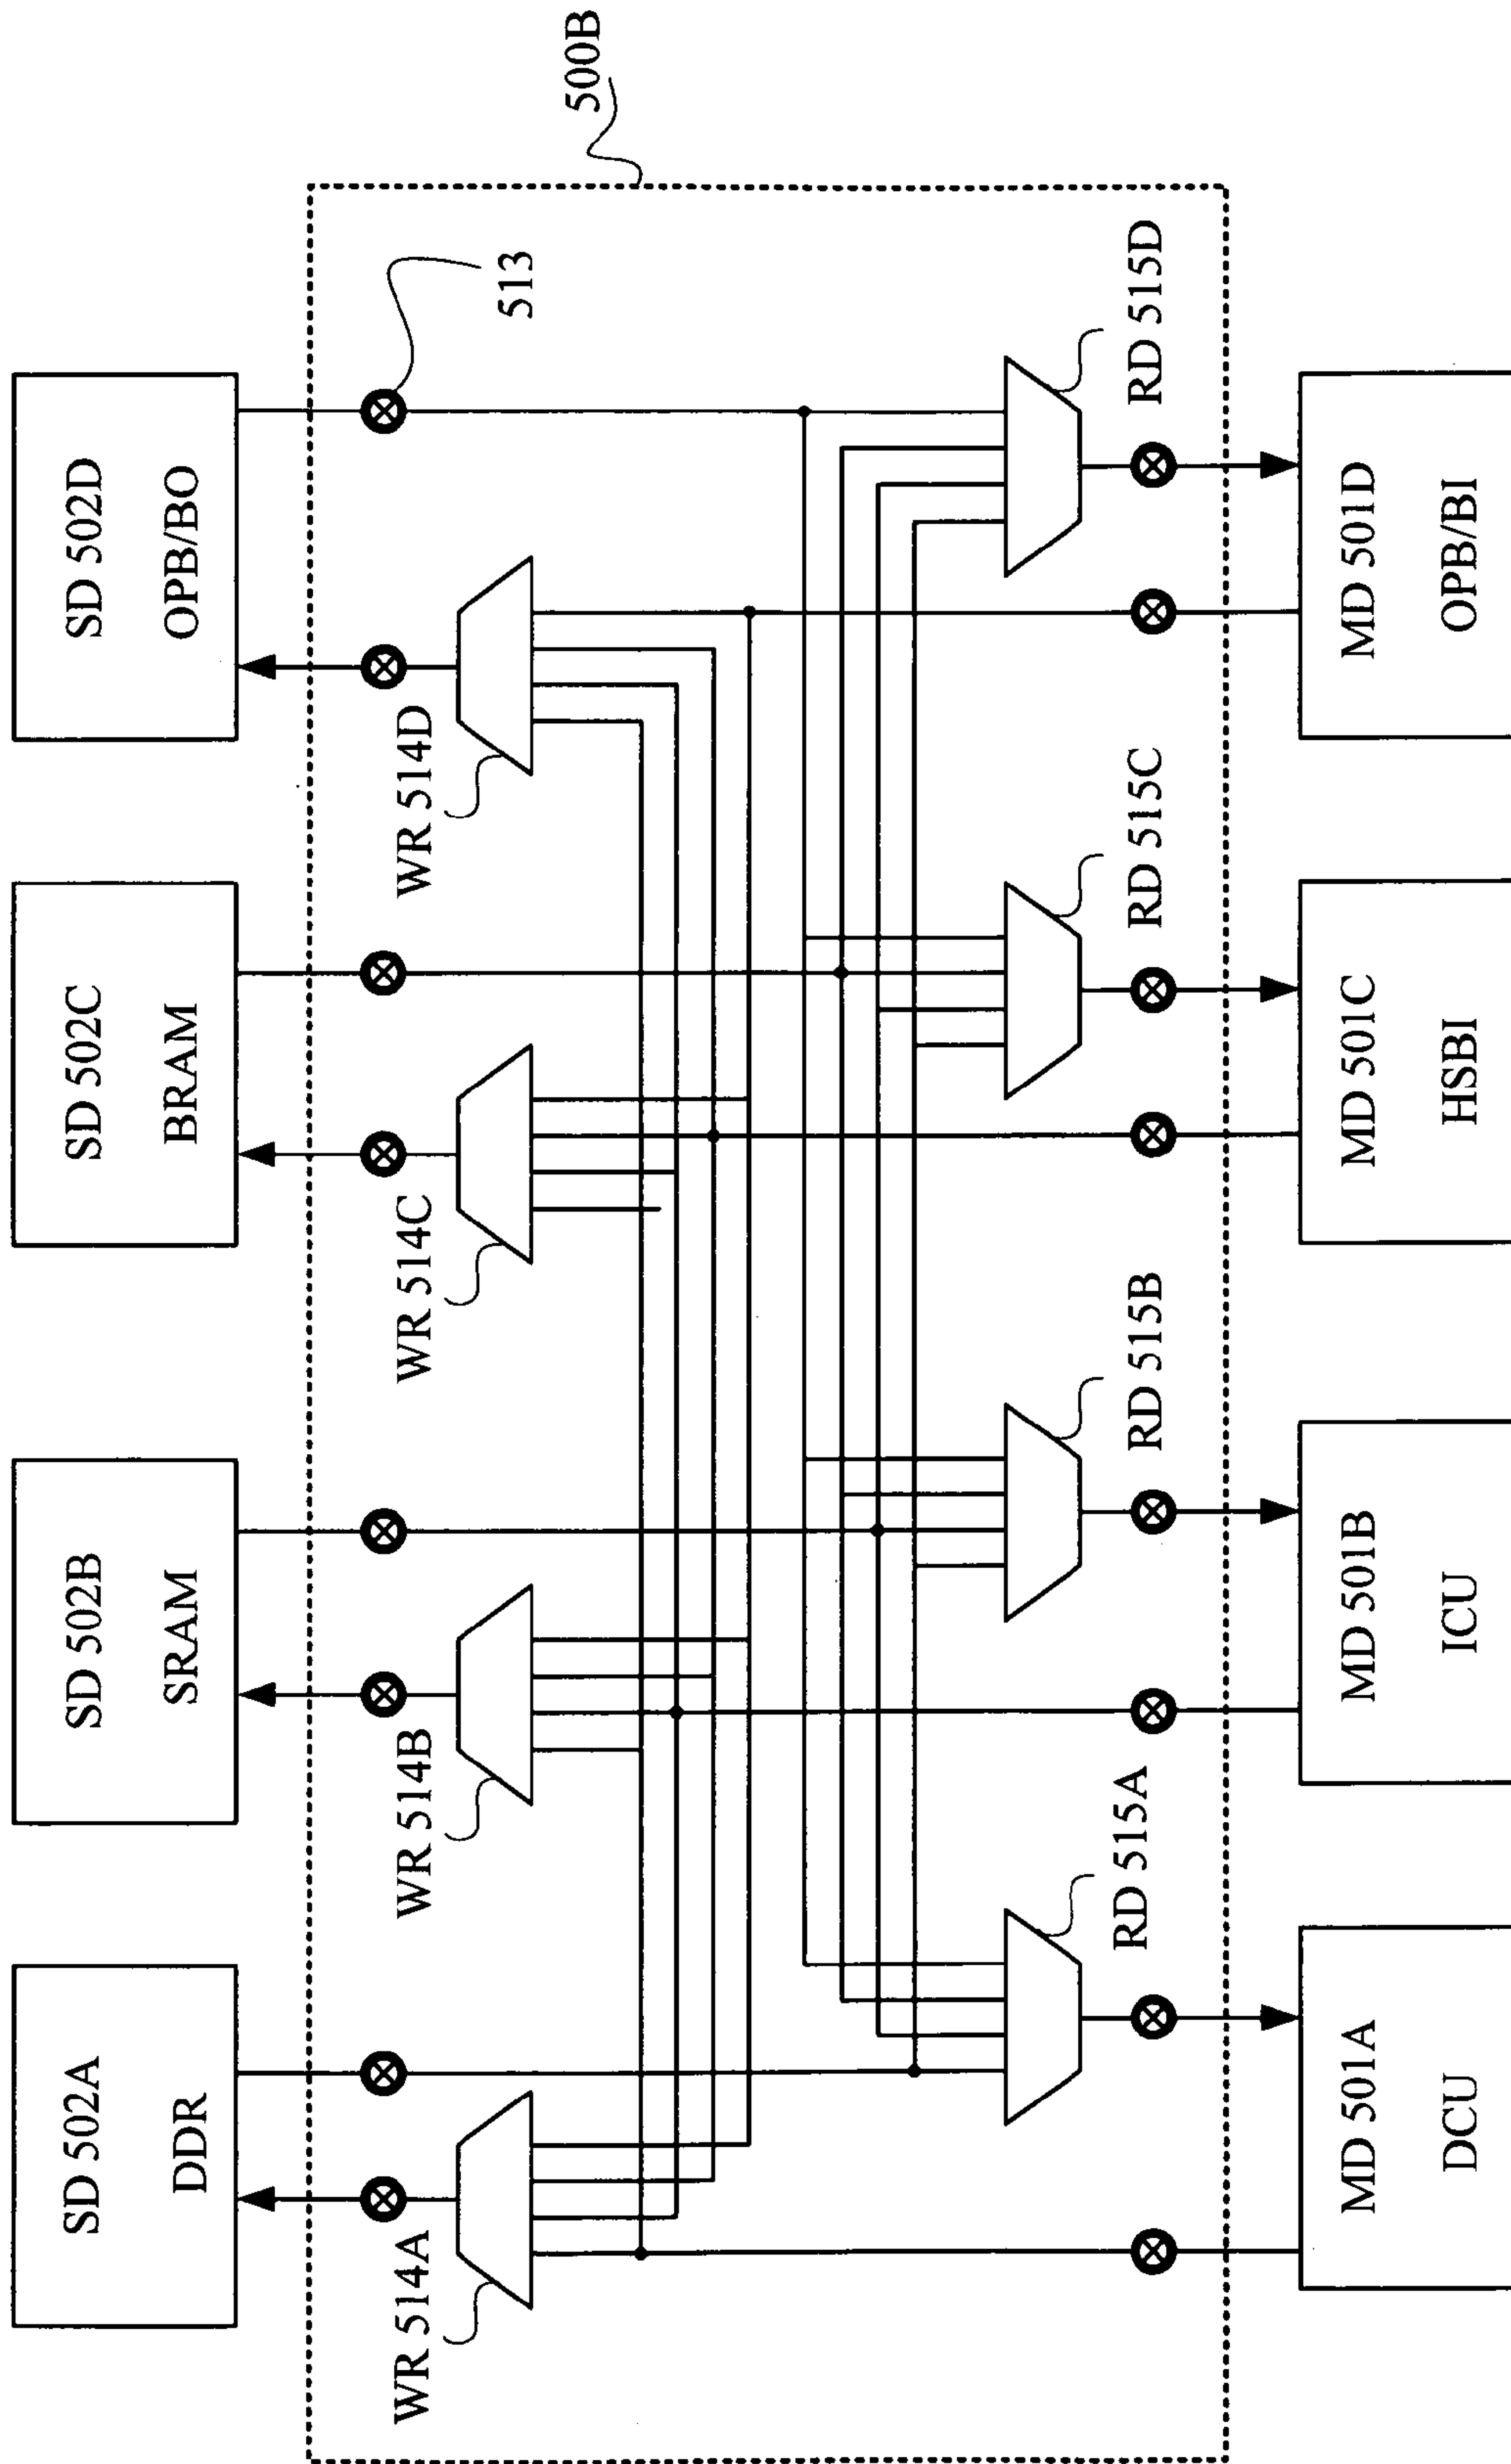 SD 502A
DDR
SD 502B
SRAM
SD 502C
BRAM
SD 502D
OPB/BO
WR 514A
WR 514B
WR 514C
WR 514D
513
500B
RD 515A
RD 515B
RD 515C
RD 515D
MD 501A
DCU
MD 501B
ICU
MD 501C
HSBI
MD 501D
OPB/BI